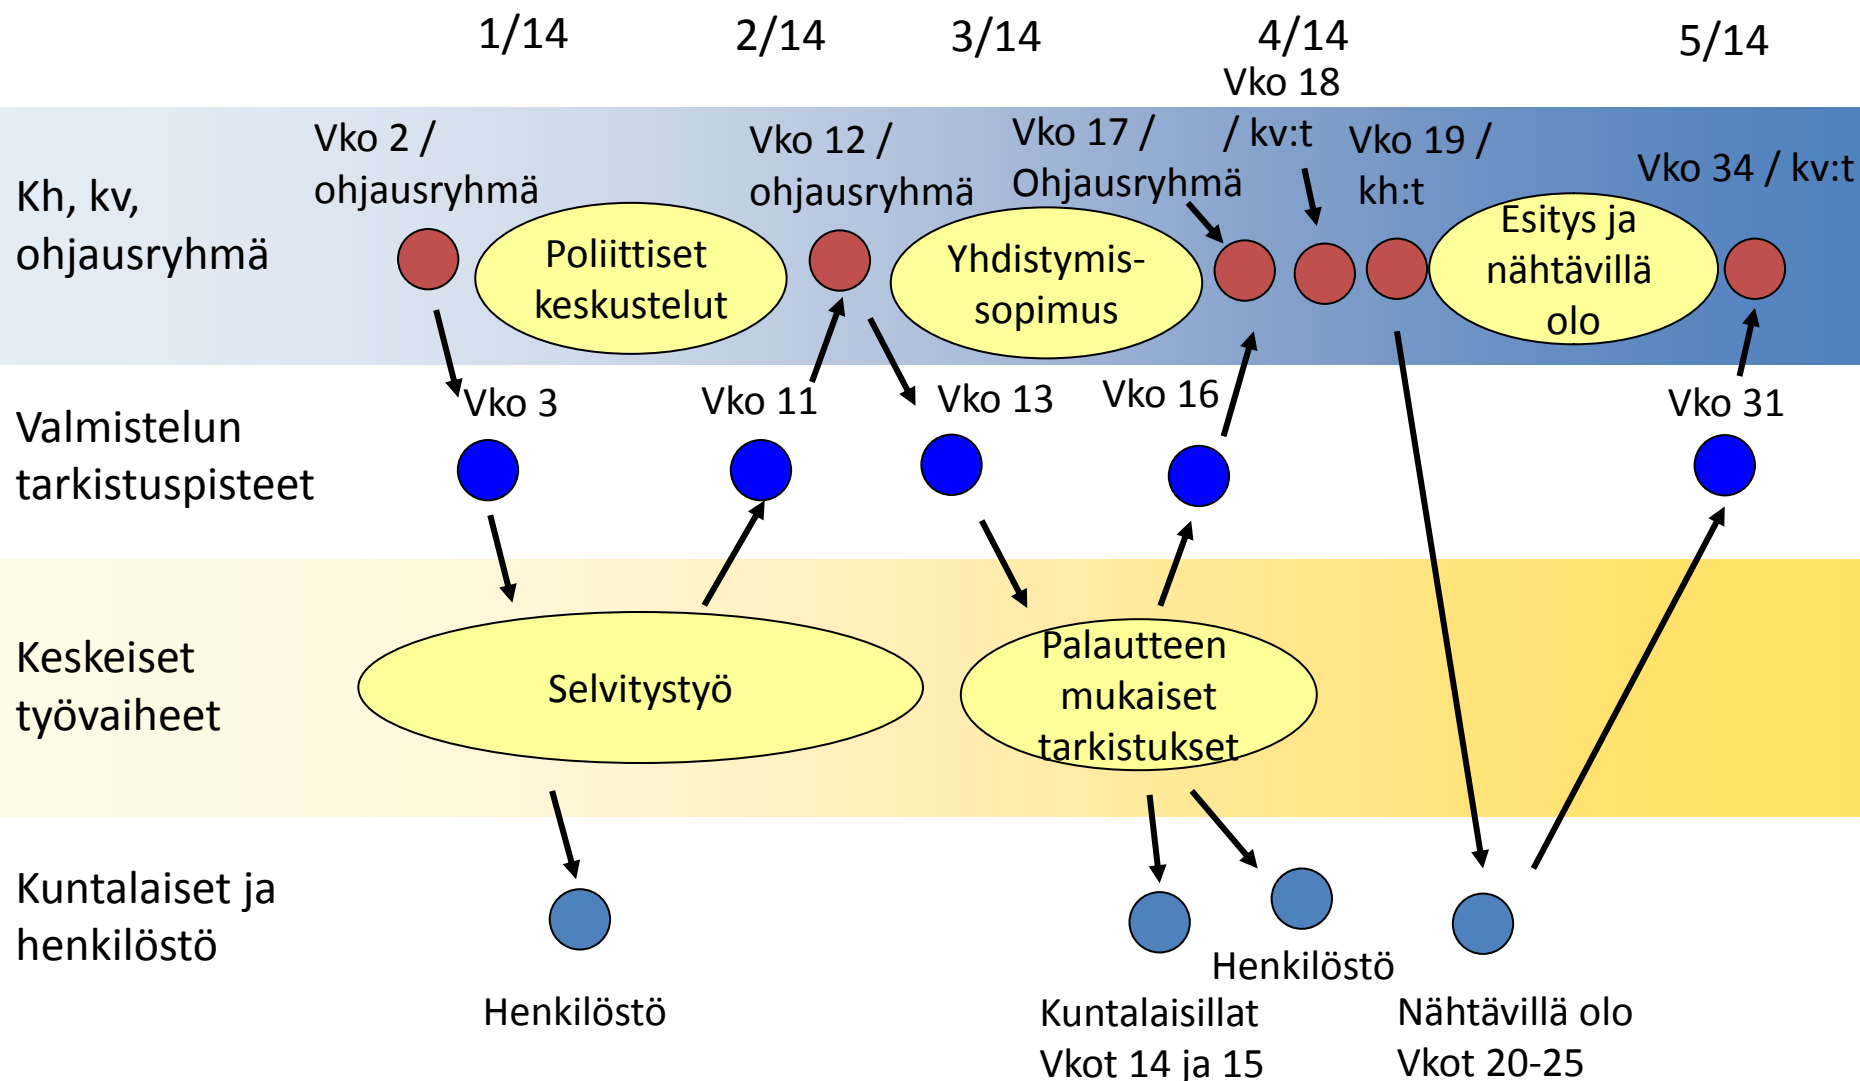 1/14
2/14
3/14
4/14
5/14
Kh, kv,
ohjausryhmä
Vko 2 /
ohjausryhmä
Poliittiset
keskustelut
Vko 12 /
ohjausryhmä
Yhdistymis-
sopimus
Vko 17 /
Ohjausryhmä
Vko 18
/ kv:t
Vko 19 /
kh:t
Esitys ja
nähtävillä
olo
Vko 34 / kv:t
Valmistelun
tarkistuspisteet
Vko 3
Vko 11
Vko 13
Vko 16
Vko 31
Keskeiset
työvaiheet
Selvitystyö
Palautteen
mukaiset
tarkistukset
Kuntalaiset ja
henkilöstö
Henkilöstö
Kuntalaisillat
Vkot 14 ja 15
Henkilöstö
Nähtävillä olo
Vkot 20-25